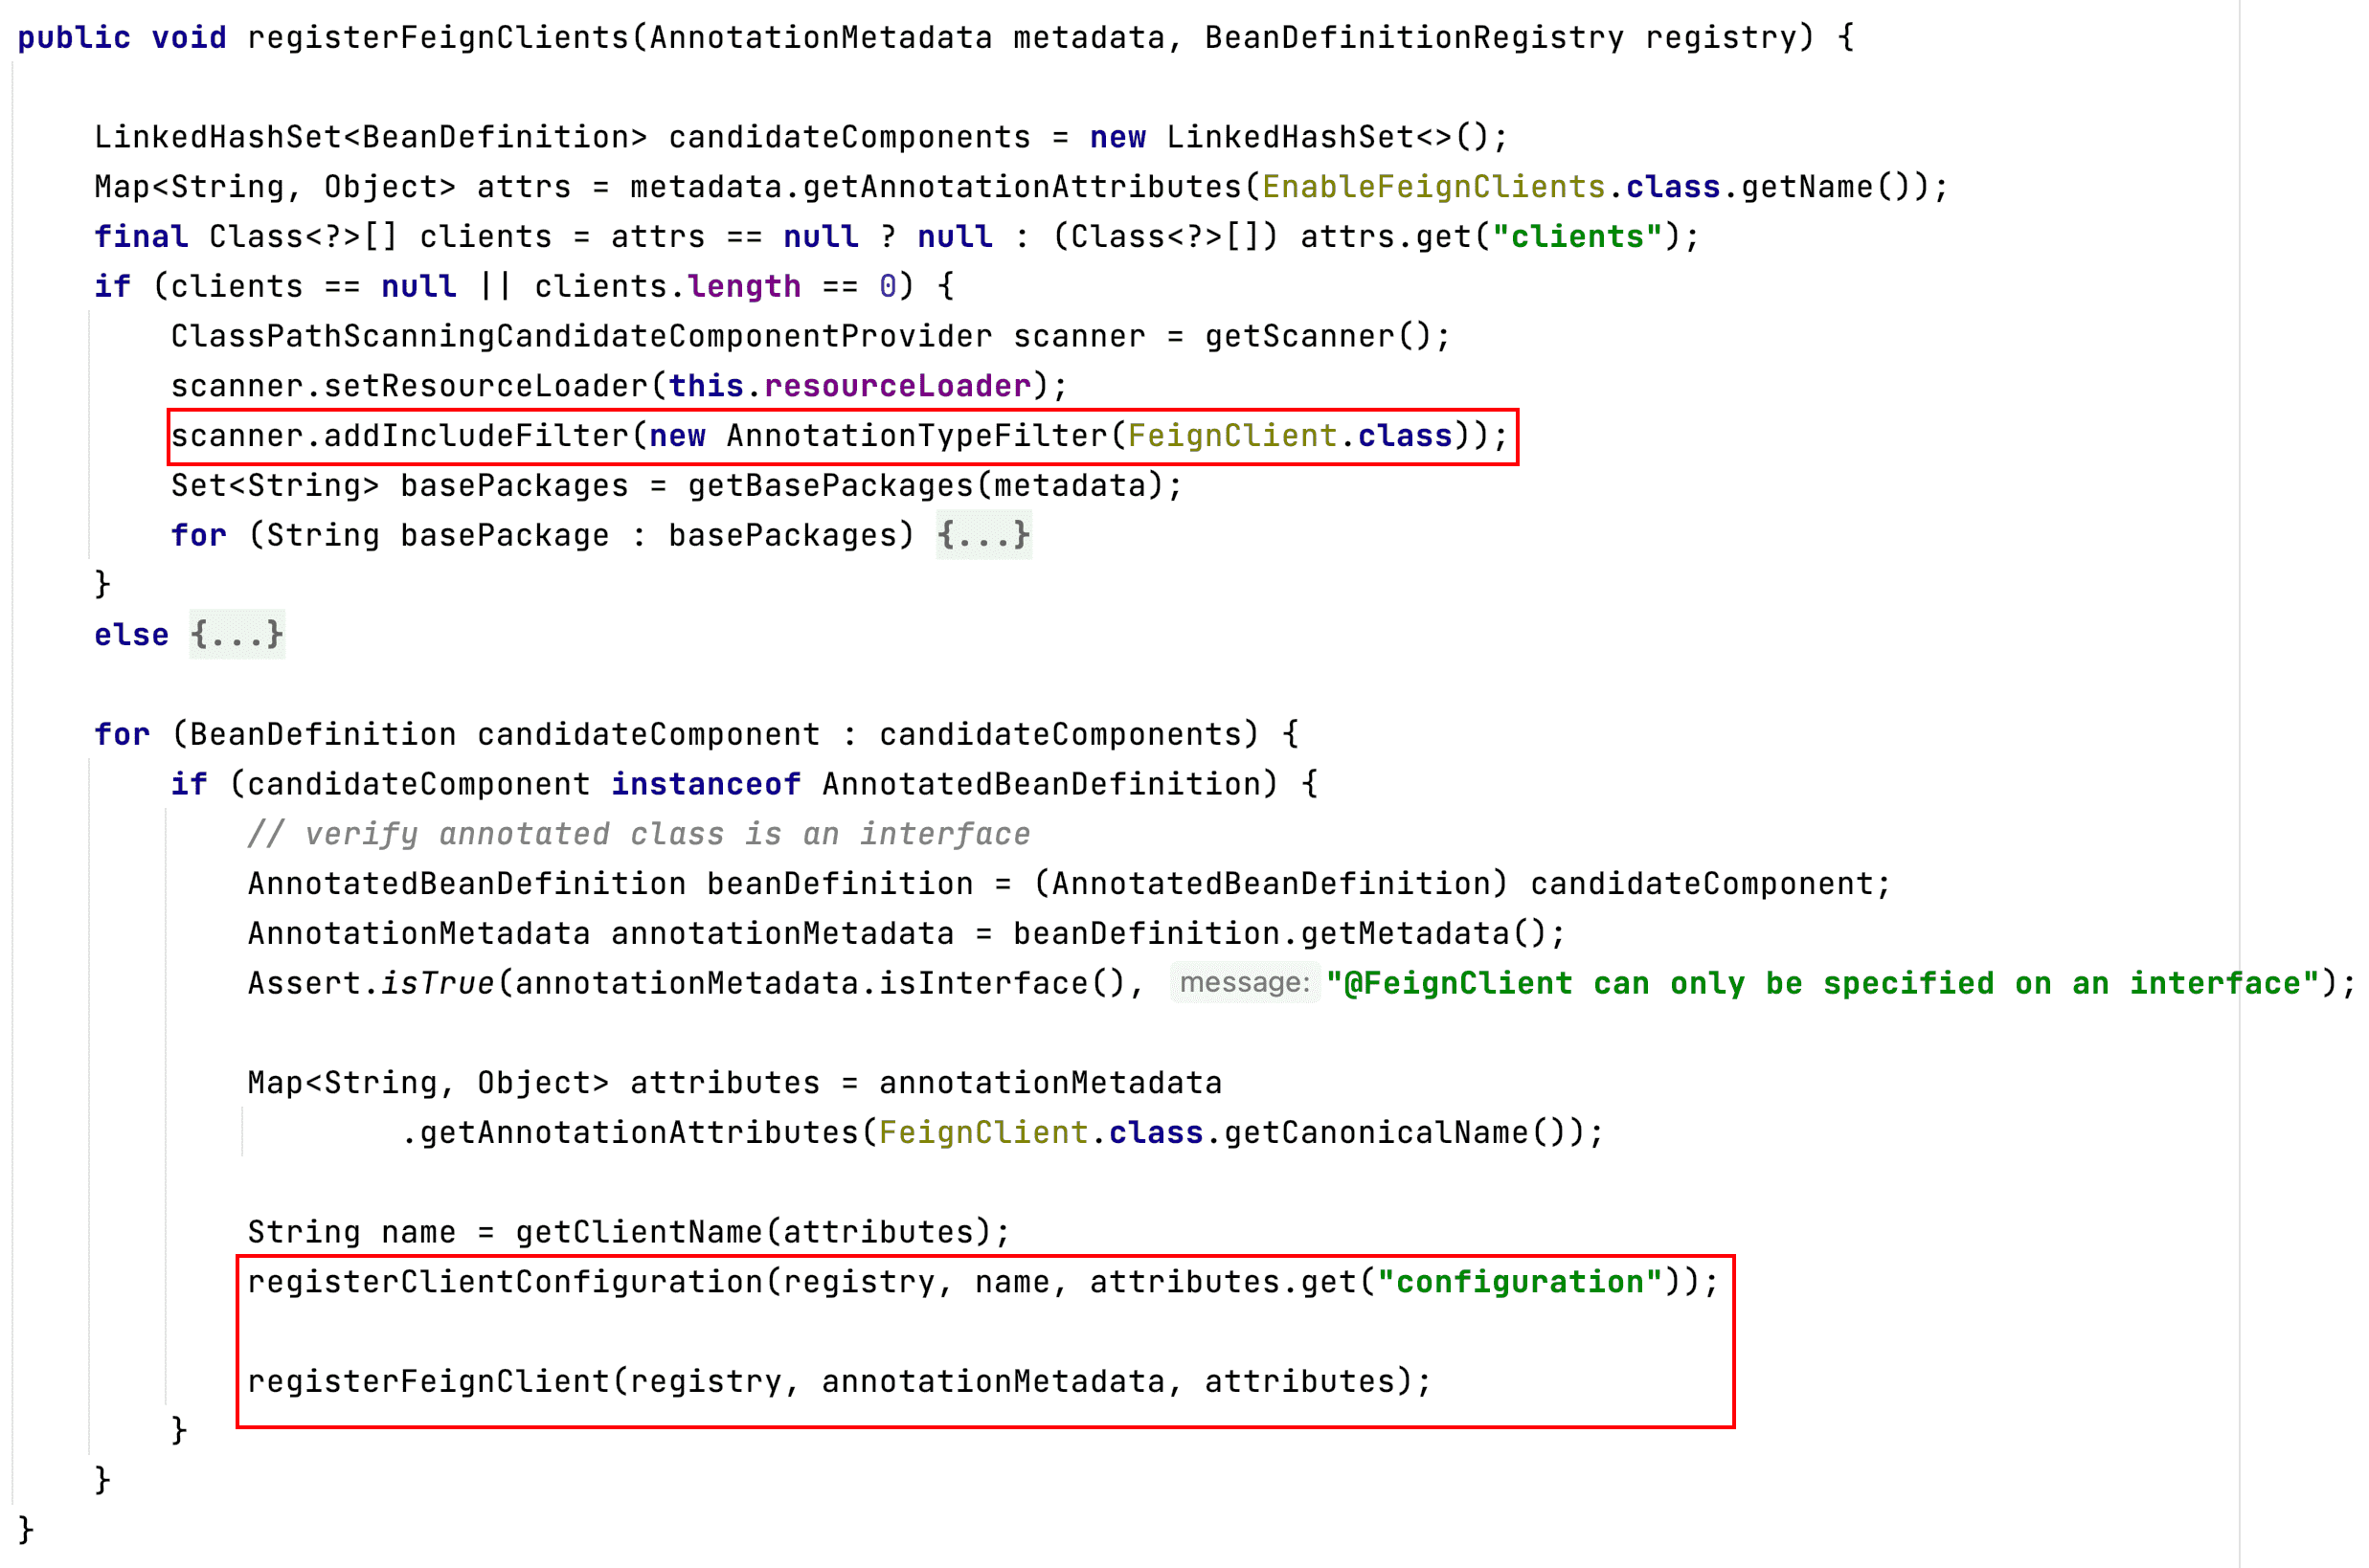 public void registerFeignClients(AnnotationMetadata metadata, BeanDefinitionRegistry registry) {
LinkedHashSet<BeanDefinition> candidateComponents = new LinkedHashSet<>();
Map<String, Object> attrs = metadata.getAnnotationAttributes(EnableFeignClients.class.getName());
final Class<?>[] clients = attrs == null ? null : (Class<?>[]) attrs.get("clients");
if (clients == null || clients.length == 0) {
ClassPathScanningCandidateComponentProvider scanner = getScanner();
scanner.setResourceLoader(this.resourceLoader);
scanner.addIncludeFilter(new AnnotationTypeFilter(FeignClient.class));
Set<String> basePackages = getBasePackages(metadata);
for (String basePackage : basePackages) {...}
}
else {...}
for (BeanDefinition candidateComponent : candidateComponents) {
if (candidateComponent instanceof AnnotatedBeanDefinition) {
// verify annotated class is an interface
AnnotatedBeanDefinition beanDefinition = (AnnotatedBeanDefinition) candidateComponent;
AnnotationMetadata annotationMetadata = beanDefinition.getMetadata();
Assert.isTrue(annotationMetadata.isInterface(), message: "@FeignClient can only be specified on an interface");
Map<String, Object> attributes = annotationMetadata
.getAnnotationAttributes(FeignClient.class.getCanonicalName());
String name = getClientName(attributes);
registerClientConfiguration(registry, name, attributes.get("configuration"));
registerFeignClient(registry, annotationMetadata, attributes);
}
}
}